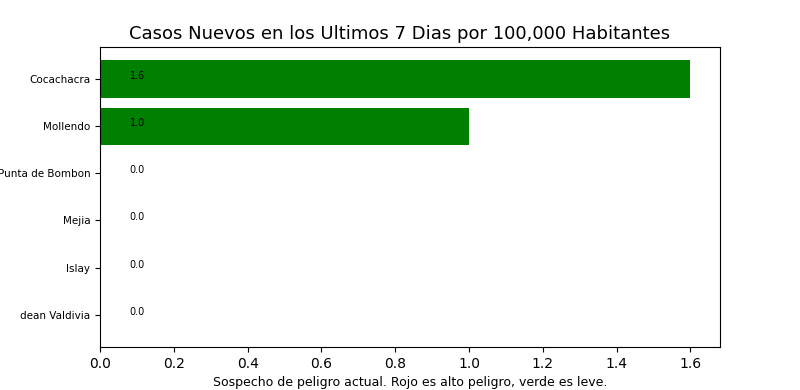 Casos Nuevos en los Ultimos 7 Dias por 100,000 Habitantes
Cocachacra 1.6
Mollendo 1.0
Punta de Bombon 0.0
Mejia 0.0
Islay 0.0
dean Valdivia 0.0
0.0 0.2 0.4 0.6 0.8 1.0 1.2 1.4 1.6
Sospecho de peligro actual. Rojo es alto peligro, verde es leve.